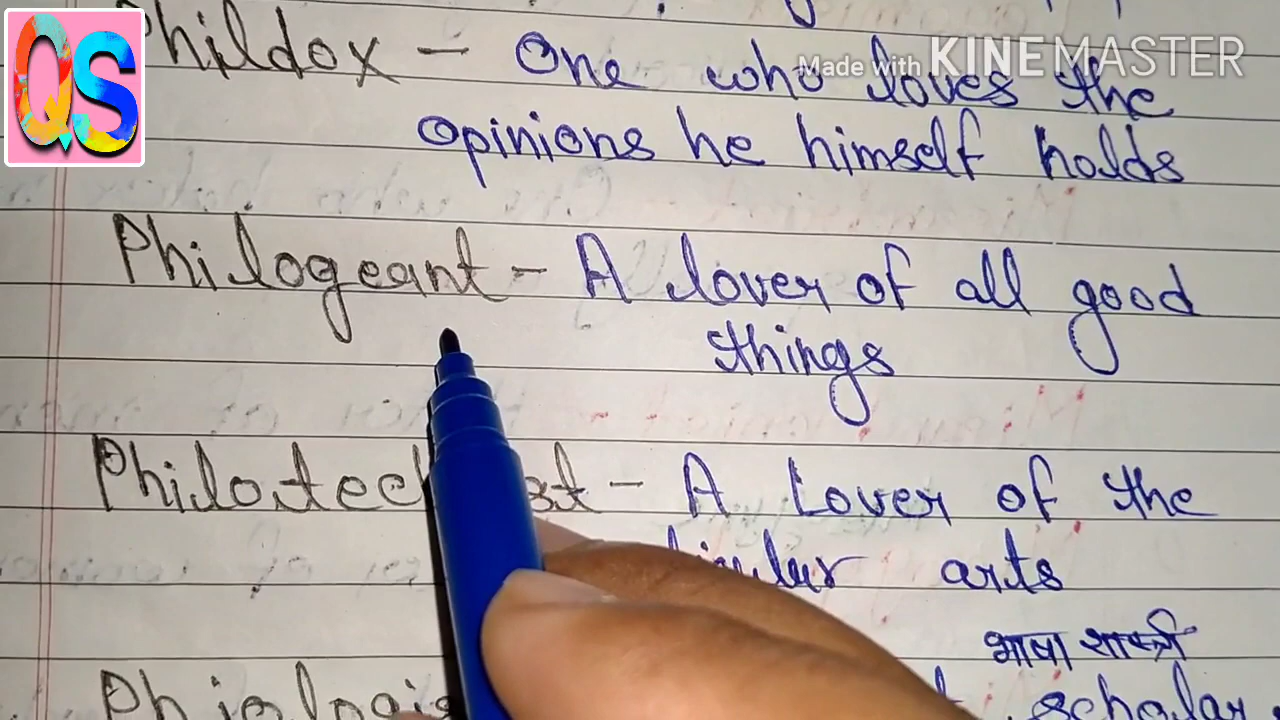 QS
Made with KINEMASTER
Phildox - One who loves the
opinions he himself holds
Philogeant - A lover of all good
things
- A Lover of the
arts
भाषा शास्त्री
scholar